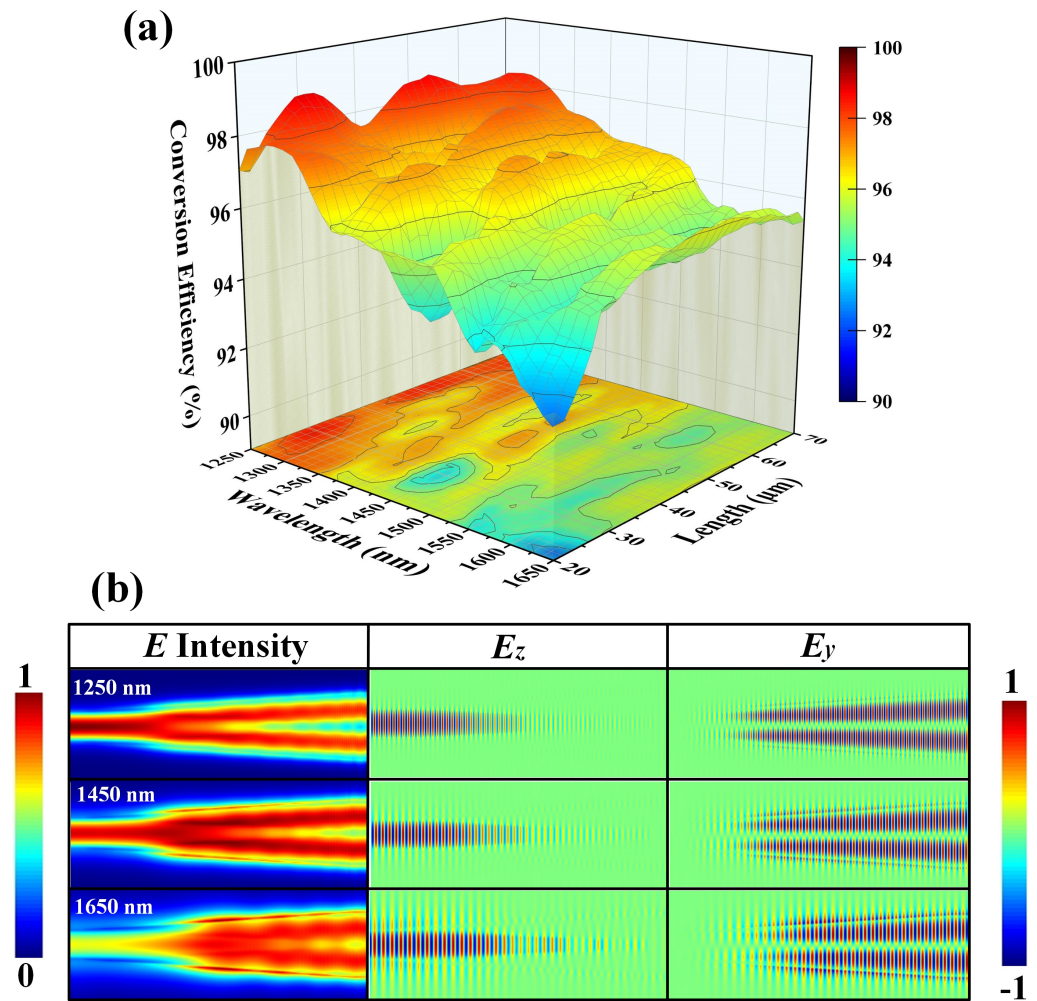 (a)
100
98
96
94
92
90
Conversion Efficiency (%)
1250
1300
1350
1400
1450
1500
1550
1600
1650
Wavelength (nm)
20
30
40
50
60
70
Length (μm)
100
98
96
94
92
90
(b)
E Intensity
Ez
Ey
1250 nm
1450 nm
1650 nm
1
0
1
-1